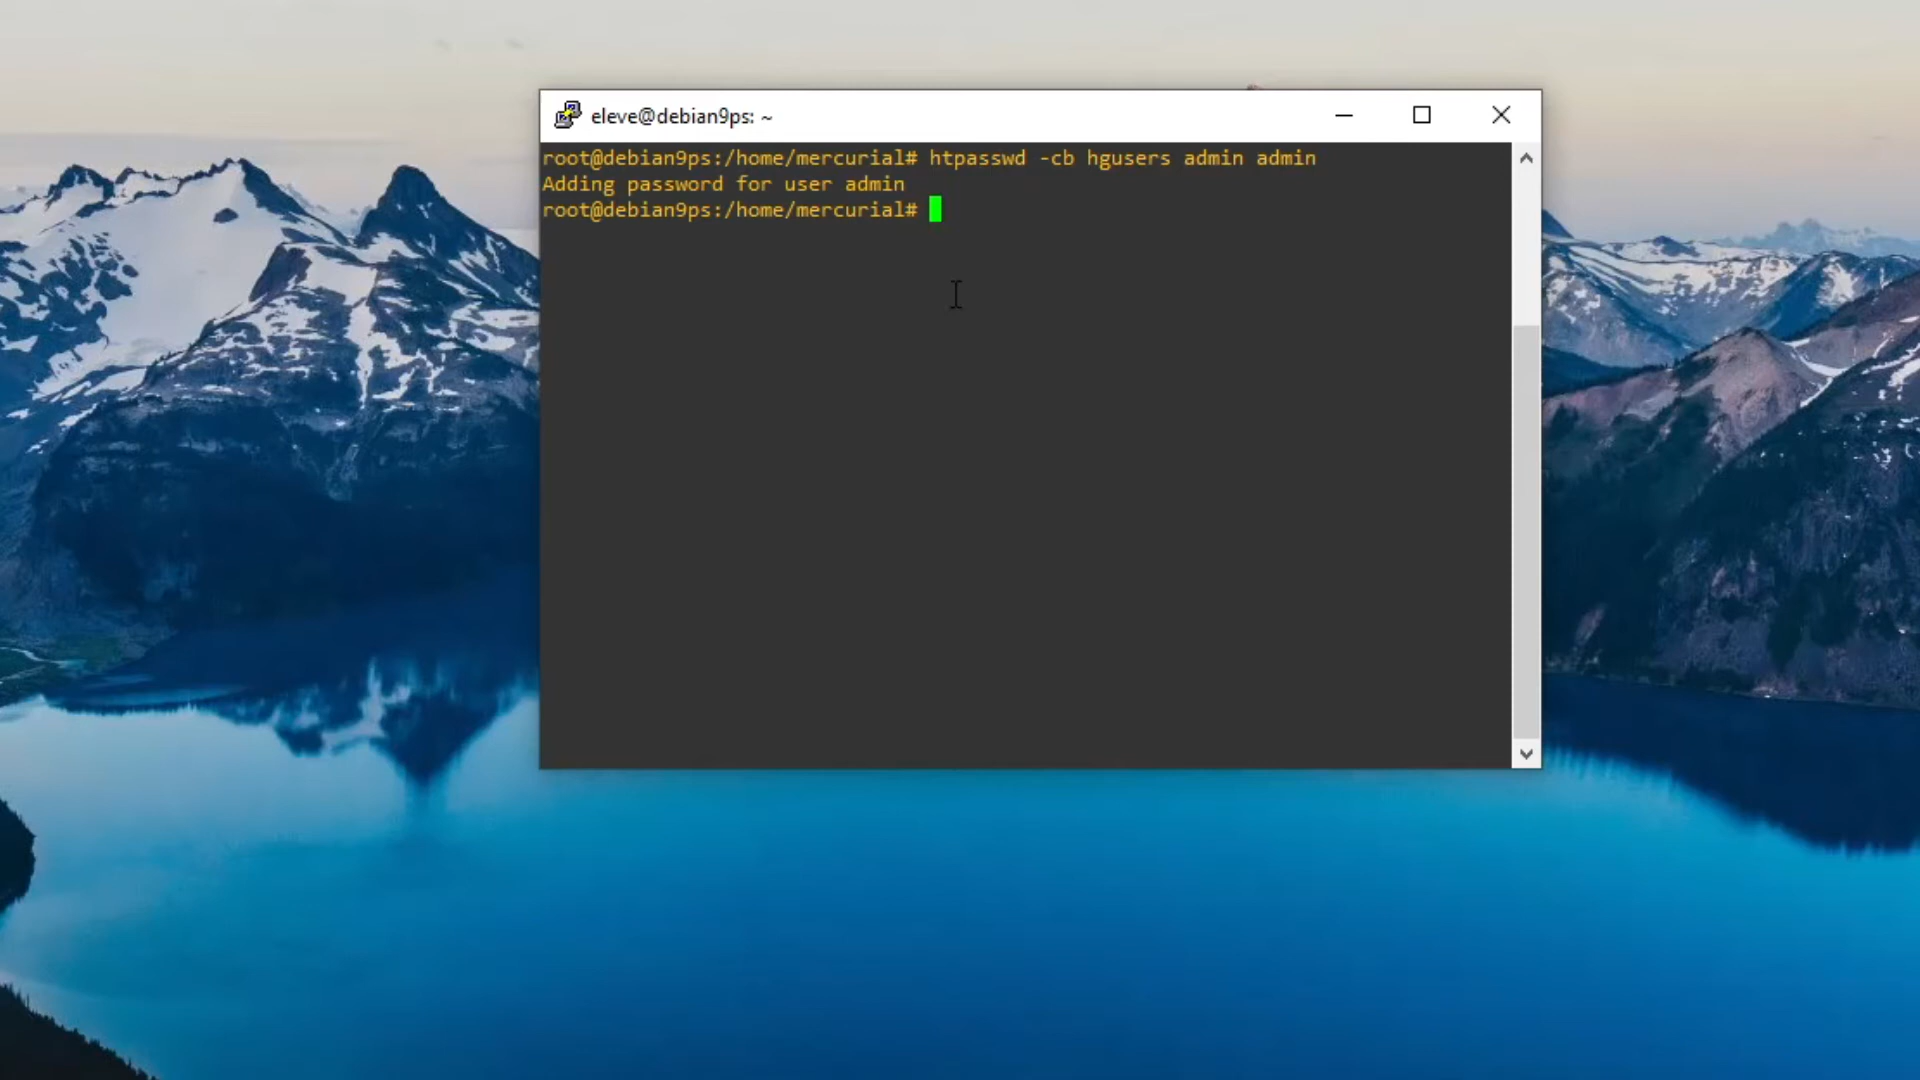 eleve@debian9ps: ~
root@debian9ps:/home/mercurial# htpasswd -cb hgusers admin admin
Adding password for user admin
root@debian9ps:/home/mercurial#